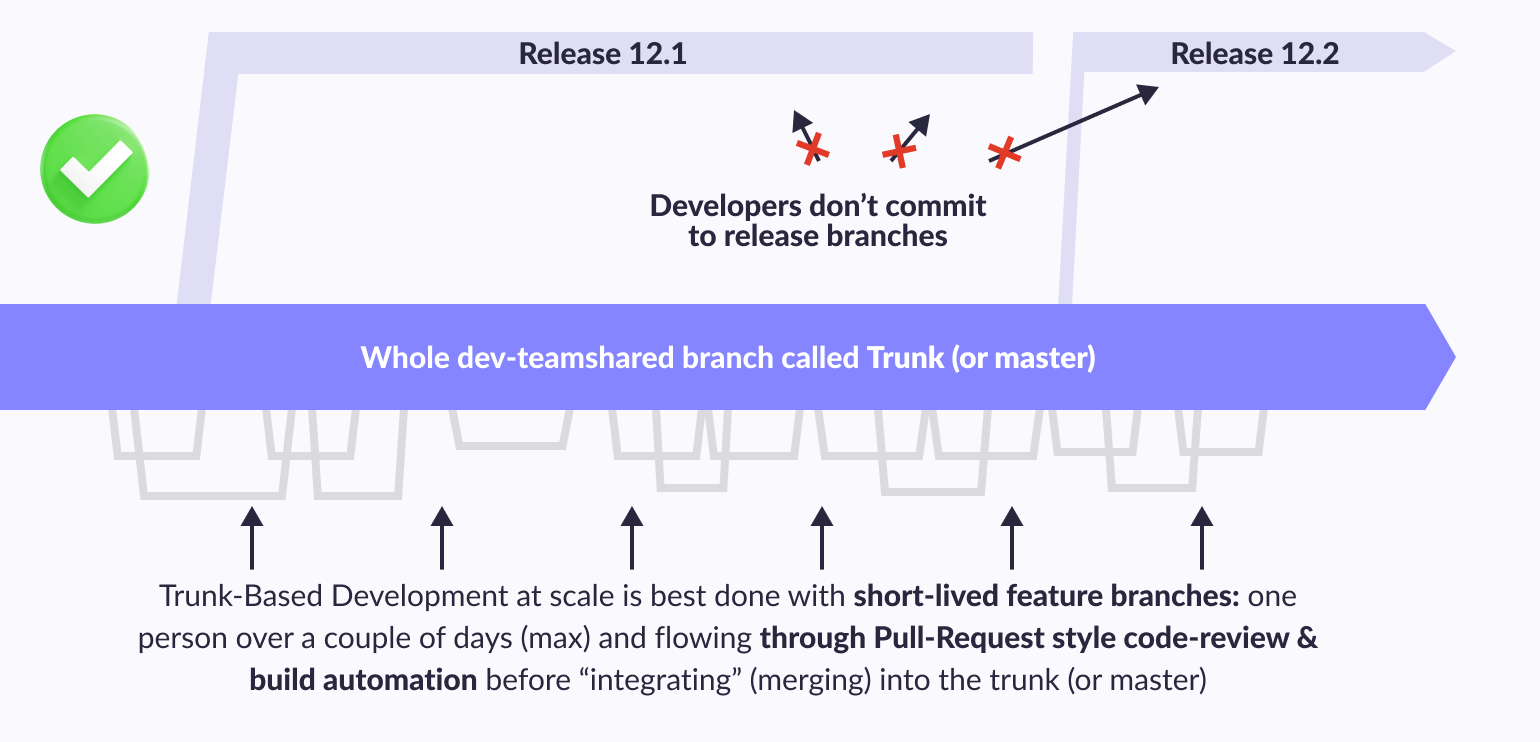 Release 12.1
Release 12.2
Developers don’t commit
to release branches
Whole dev-teamshared branch called Trunk (or master)
Trunk-Based Development at scale is best done with short-lived feature branches: one
person over a couple of days (max) and flowing through Pull-Request style code-review &
build automation before “integrating” (merging) into the trunk (or master)